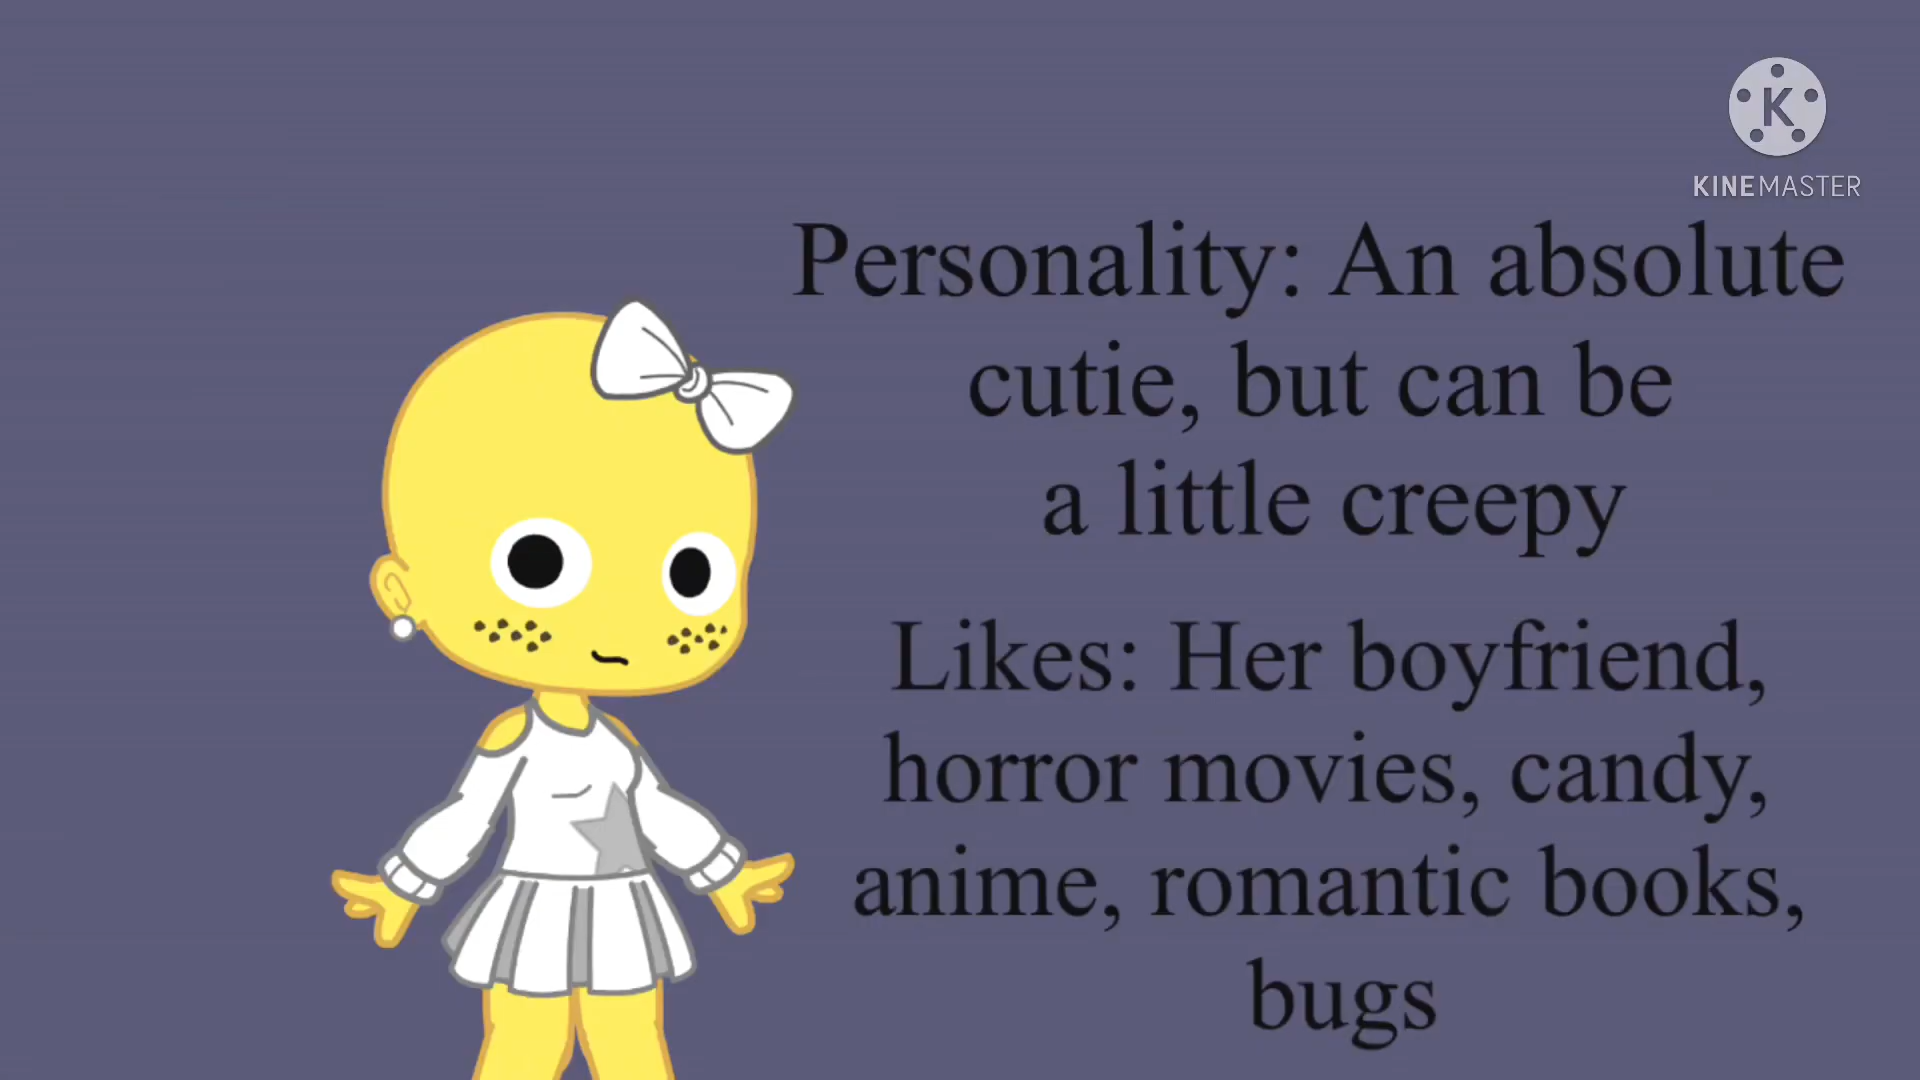 K
KINEMASTER
Personality: An absolute
cutie, but can be
a little creepy
Likes: Her boyfriend,
horror movies, candy,
anime, romantic books,
bugs